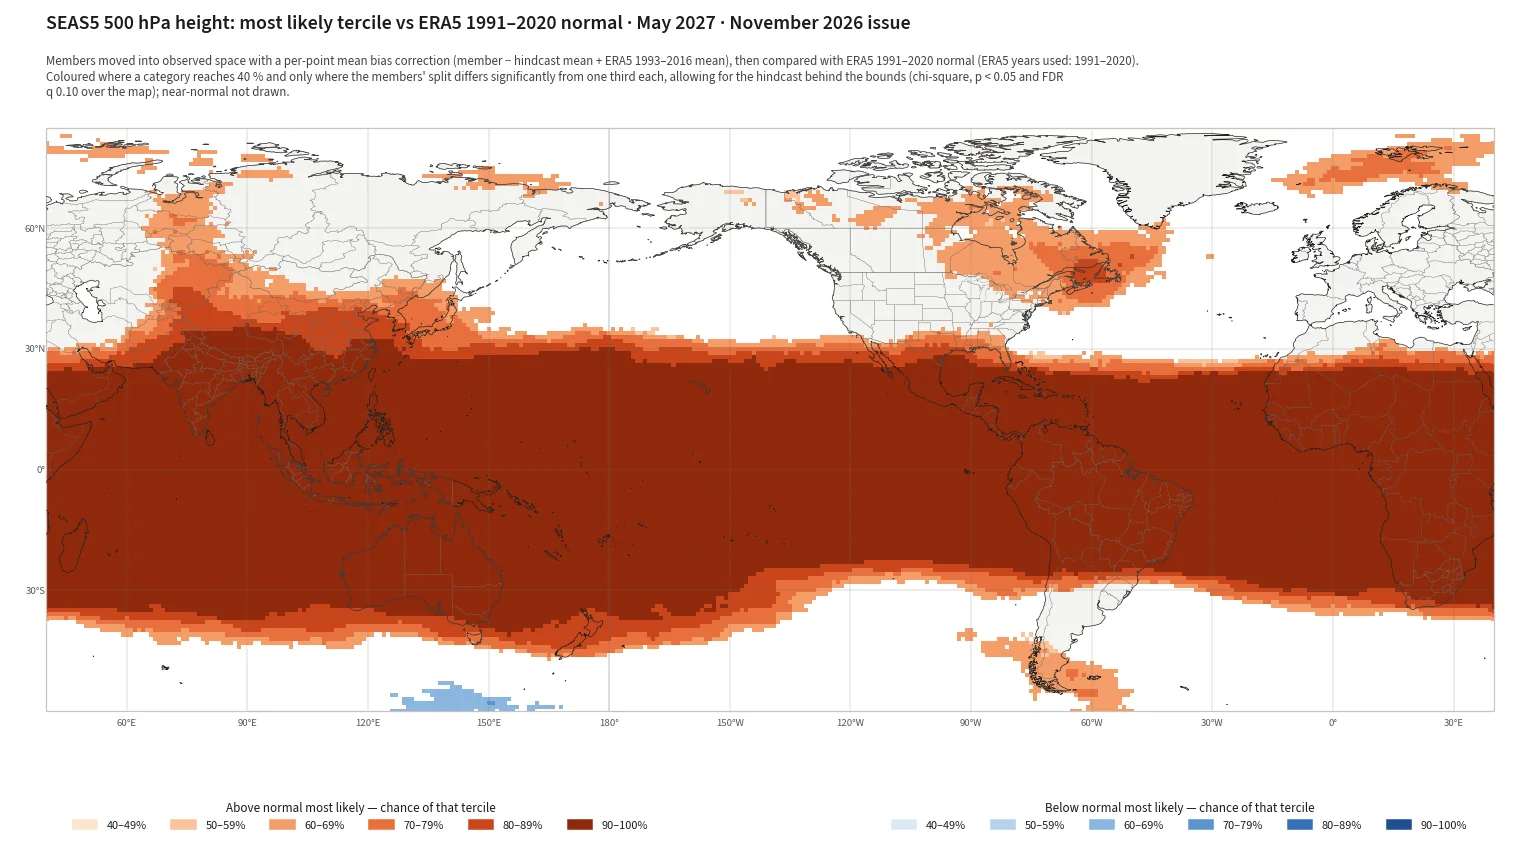 SEAS5 500 hPa height: most likely tercile vs ERA5 1991–2020 normal · May 2027 · November 2026 issue
Members moved into observed space with a per-point mean bias correction (member − hindcast mean + ERA5 1993–2016 mean), then compared with ERA5 1991–2020 normal (ERA5 years used: 1991–2020).
Coloured where a category reaches 40 % and only where the members' split differs significantly from one third each, allowing for the hindcast behind the bounds (chi-square, p < 0.05 and FDR
q 0.10 over the map); near-normal not drawn.
60°N
30°N
0°
30°S
60°E 90°E 120°E 150°E 180° 150°W 120°W 90°W 60°W 30°W 0° 30°E
Above normal most likely — chance of that tercile
40–49% 50–59% 60–69% 70–79% 80–89% 90–100%
Below normal most likely — chance of that tercile
40–49% 50–59% 60–69% 70–79% 80–89% 90–100%